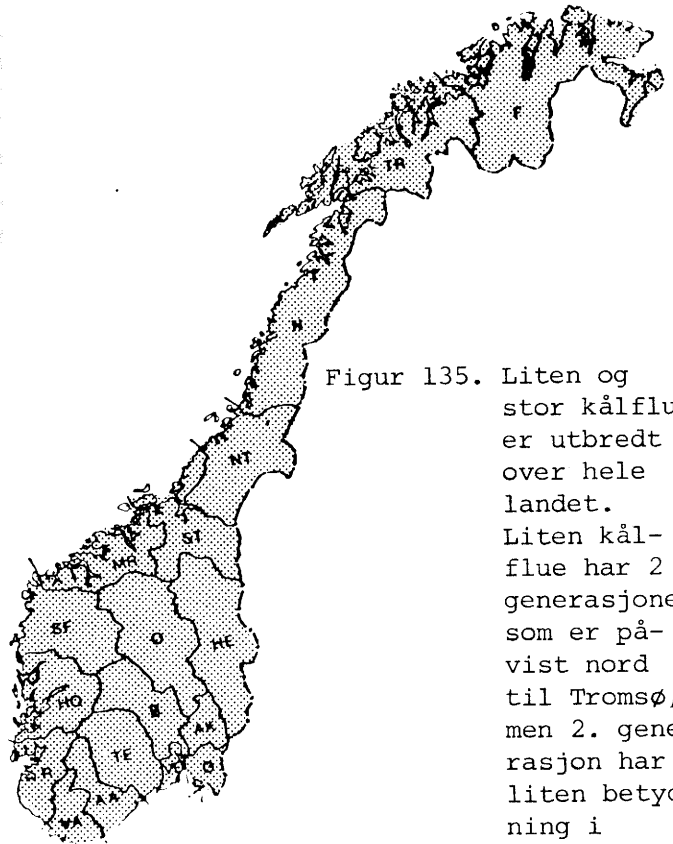 F
TR
N
NT
ST
MR
SF
O
HE
HO
B
AK
TE
Ø
AA
VA
Figur 135. Liten og
stor kålflu
er utbredt
over hele
landet.
Liten kål-
flue har 2
generasjone
som er på-
vist nord
til Tromsø,
men 2. gene
rasjon har
liten betyd
ning i